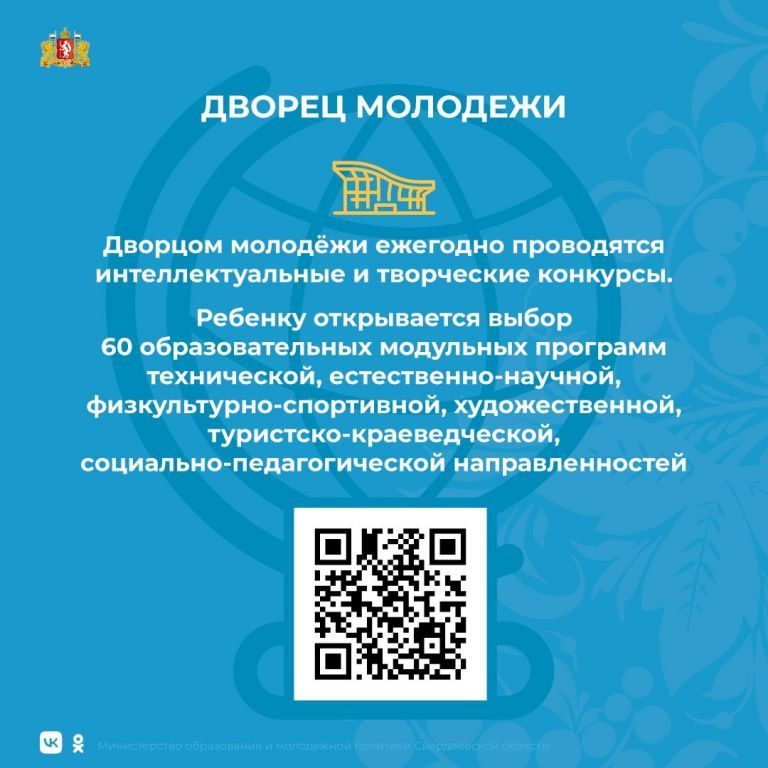 ДВОРЕЦ МОЛОДЕЖИ
Дворцом молодёжи ежегодно проводятся
интеллектуальные и творческие конкурсы.
Ребенку открывается выбор
60 образовательных модульных программ
технической, естественно-научной,
физкультурно-спортивной, художественной,
туристско-краеведческой,
социально-педагогической направленностей
Министерство образования и молодежной политики Свердловской области